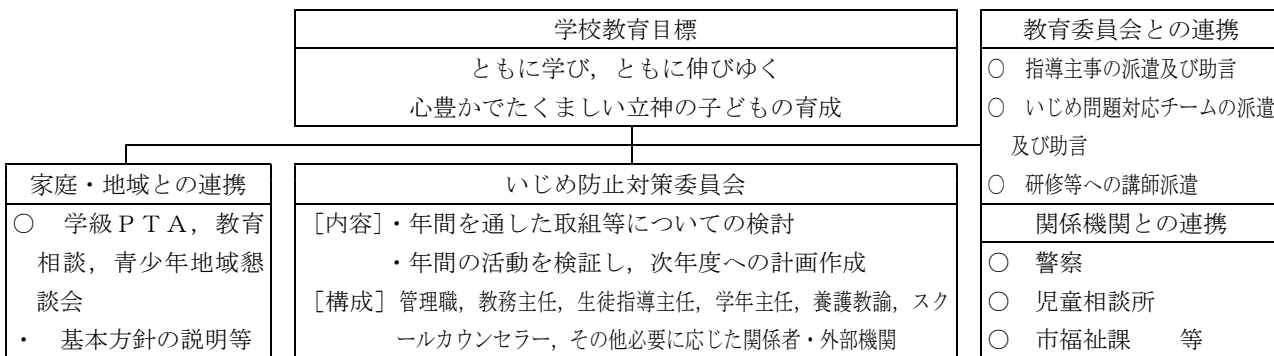 学校教育目標
ともに学び，ともに伸びゆく
心豊かでたくましい立神の子どもの育成
教育委員会との連携
○　指導主事の派遣及び助言
○　いじめ問題対応チームの派遣
及び助言
○　研修等への講師派遣
家庭・地域との連携
○　学級ＰＴＡ，教育
相談，青少年地域懇
談会
・　基本方針の説明等
いじめ防止対策委員会
［内容］・年間を通した取組等についての検討
・年間の活動を検証し，次年度への計画作成
［構成］管理職，教務主任，生徒指導主任，学年主任，養護教諭，スク
ールカウンセラー，その他必要に応じた関係者・外部機関
関係機関との連携
○　警察
○　児童相談所
○　市福祉課　　等